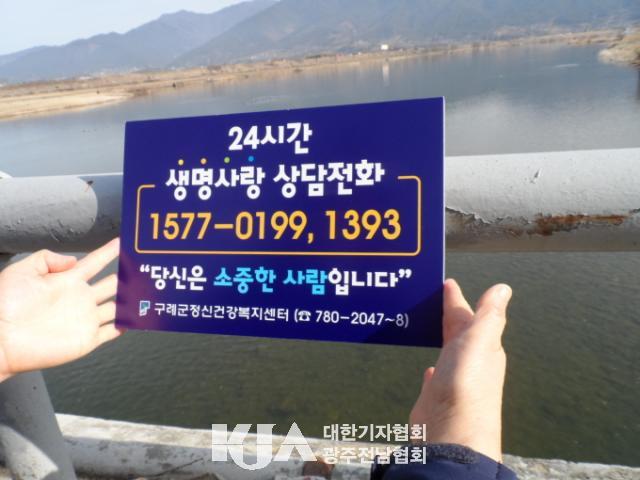 24시간
생명사랑 상담전화
1577-0199, 1393
“당신은 소중한 사람입니다”
구례군정신건강복지센터 (☎ 780-2047~8)
KJA 대한기자협회
광주전남협회